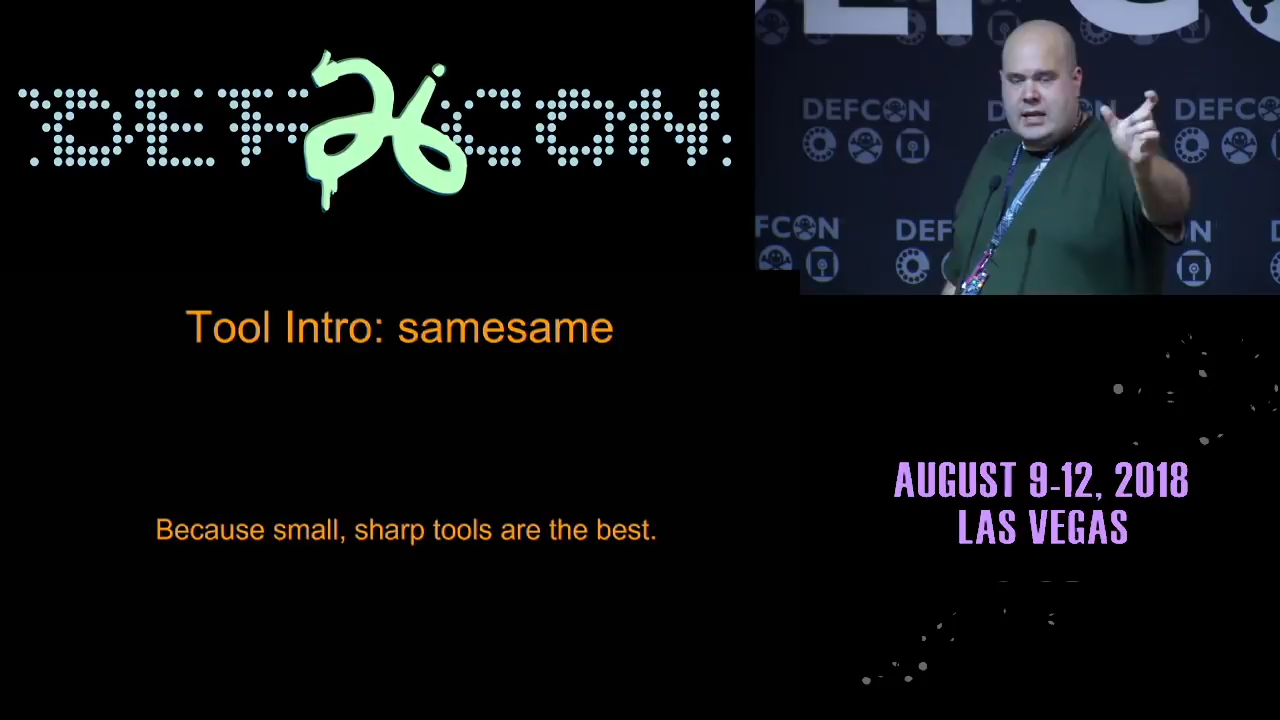 DEF 26 CON
DEFCON
DEFCON
FCON
DEF
N
Tool Intro: samesame
Because small, sharp tools are the best.
AUGUST 9-12, 2018
LAS VEGAS